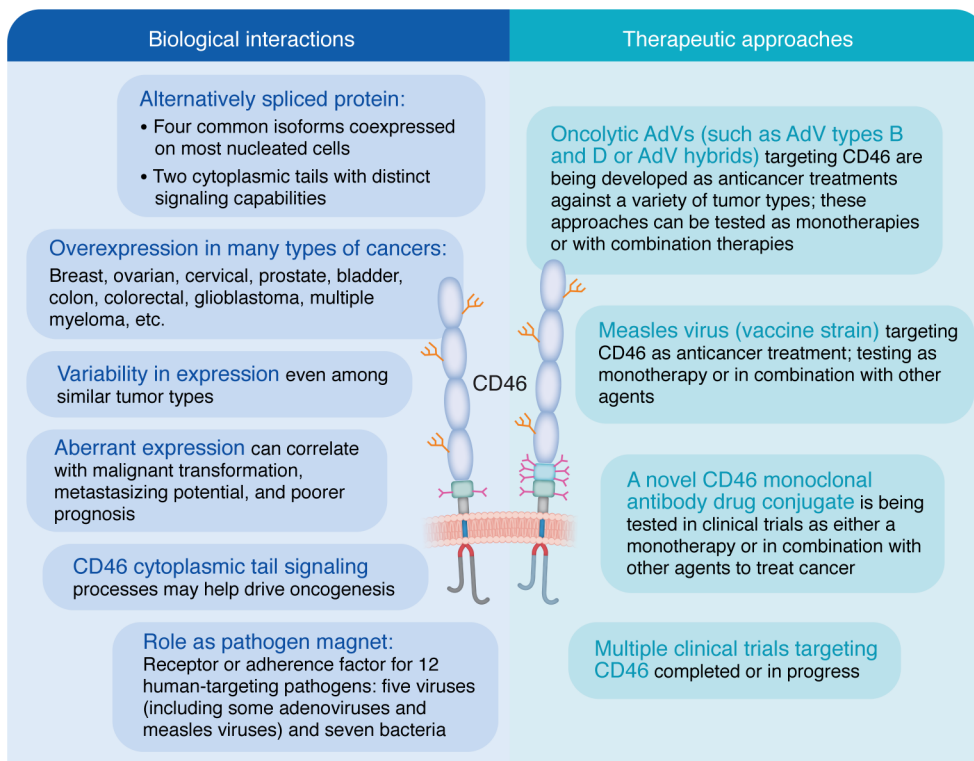 Biological interactions
Alternatively spliced protein:
• Four common isoforms coexpressed
on most nucleated cells
• Two cytoplasmic tails with distinct
signaling capabilities
Overexpression in many types of cancers:
Breast, ovarian, cervical, prostate, bladder,
colon, colorectal, glioblastoma, multiple
myeloma, etc.
Variability in expression even among
similar tumor types
Aberrant expression can correlate
with malignant transformation,
metastasizing potential, and poorer
prognosis
CD46 cytoplasmic tail signaling
processes may help drive oncogenesis
Role as pathogen magnet:
Receptor or adherence factor for 12
human-targeting pathogens: five viruses
(including some adenoviruses and
measles viruses) and seven bacteria
CD46
Therapeutic approaches
Oncolytic AdVs (such as AdV types B
and D or AdV hybrids) targeting CD46 are
being developed as anticancer treatments
against a variety of tumor types; these
approaches can be tested as monotherapies
or with combination therapies
Measles virus (vaccine strain) targeting
CD46 as anticancer treatment; testing as
monotherapy or in combination with other
agents
A novel CD46 monoclonal
antibody drug conjugate is being
tested in clinical trials as either a
monotherapy or in combination with
other agents to treat cancer
Multiple clinical trials targeting
CD46 completed or in progress